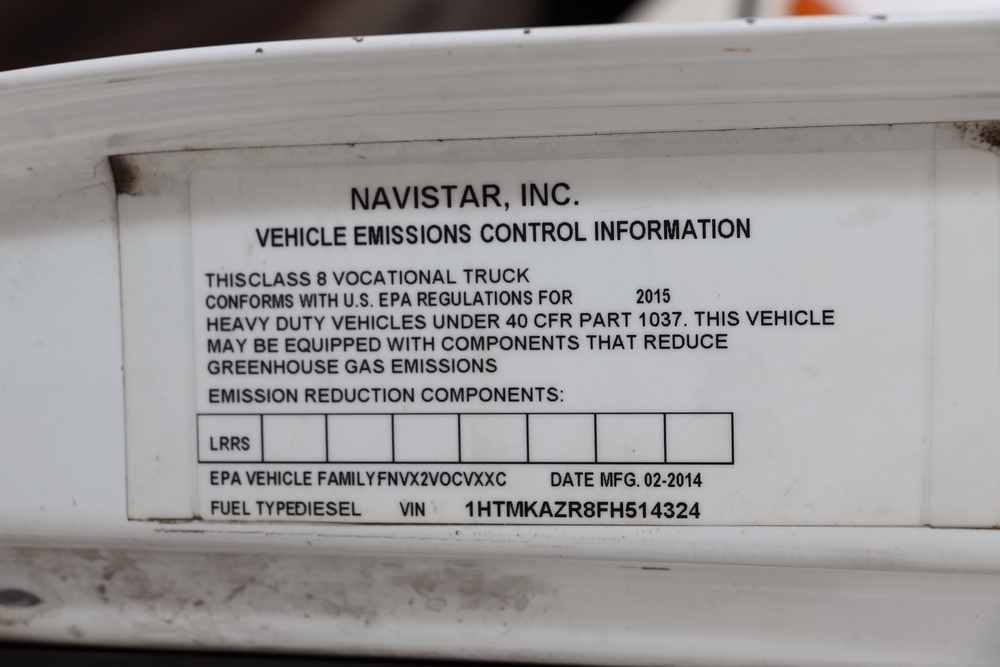 NAVISTAR, INC.
VEHICLE EMISSIONS CONTROL INFORMATION
THISCLASS 8 VOCATIONAL TRUCK
CONFORMS WITH U.S. EPA REGULATIONS FOR 2015
HEAVY DUTY VEHICLES UNDER 40 CFR PART 1037. THIS VEHICLE
MAY BE EQUIPPED WITH COMPONENTS THAT REDUCE
GREENHOUSE GAS EMISSIONS
EMISSION REDUCTION COMPONENTS:
LRRS
EPA VEHICLE FAMILYFNVX2VOCVXXC DATE MFG. 02-2014
FUEL TYPEDIESEL VIN 1HTMKAZR8FH514324